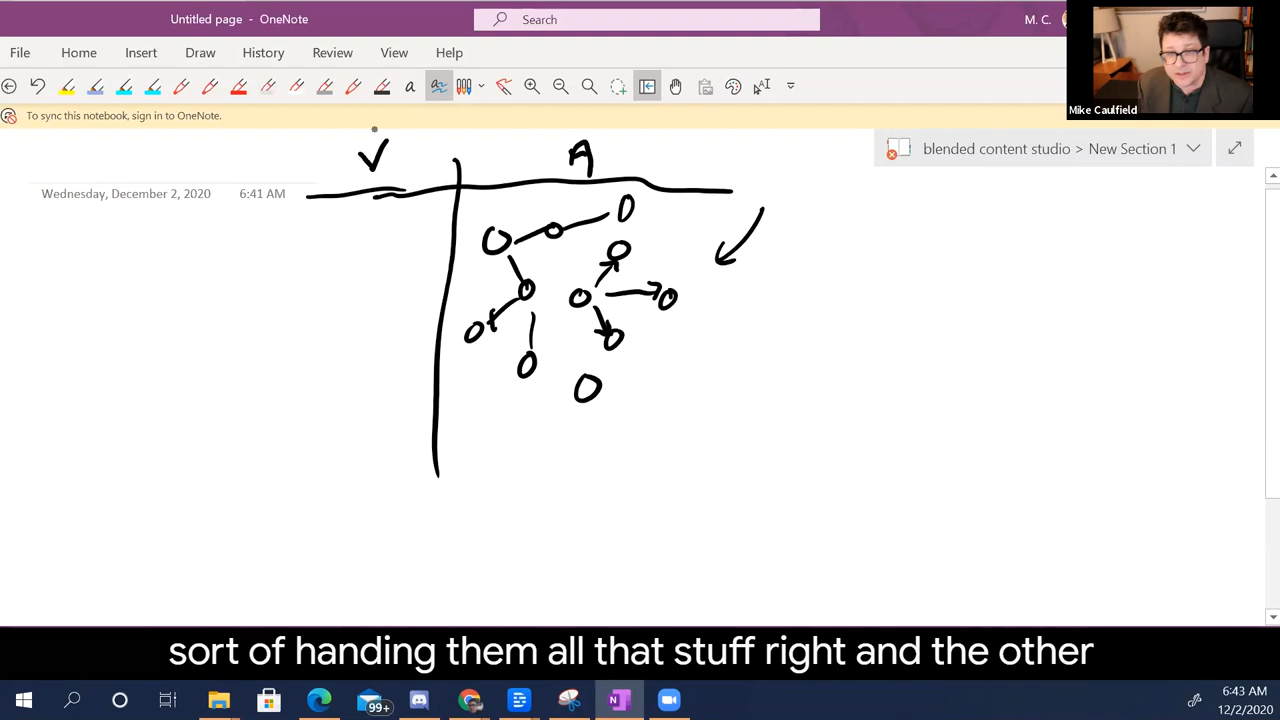 Untitled page - OneNote
Search
M. C.
File Home Insert Draw History Review View Help
a
To sync this notebook, sign in to OneNote.
Mike Caulfield
V A
blended content studio > New Section 1
Wednesday, December 2, 2020 6:41 AM
sort of handing them all that stuff right and the other
99+
N
6:43 AM
12/2/2020